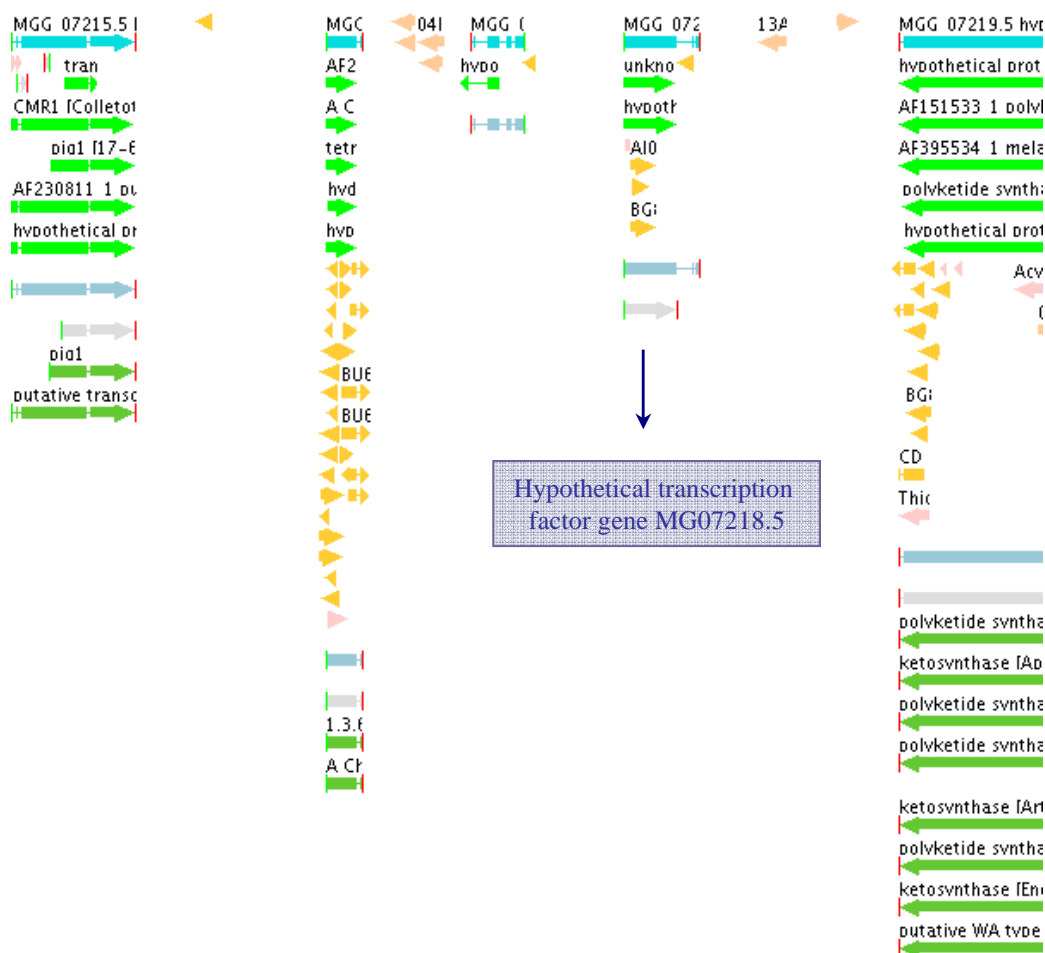 MGG 07215.5
tran
CMR1 [Colletot
pig1 [17-6
AF230811 1 pu
hypothetical pr
pig1
putative transc
MGC
AF2
A C
tetr
hyd
hyp
BU6
BU6
1.3.6
A Ch
04I
MGG (
hypo
MGG 072
unkno
hypoth
AI0
BG
Hypothetical transcription
factor gene MG07218.5
13A
MGG 07219.5 hyp
hypothetical prot
AF151533 1 polyk
AF395534 1 mela
polyketide syntha
hypothetical prot
Acy
BG
CD
Thio
polyketide syntha
ketosynthase [Ap
polyketide syntha
polyketide syntha
ketosynthase [Art
polyketide syntha
ketosynthase [En
putative WA type